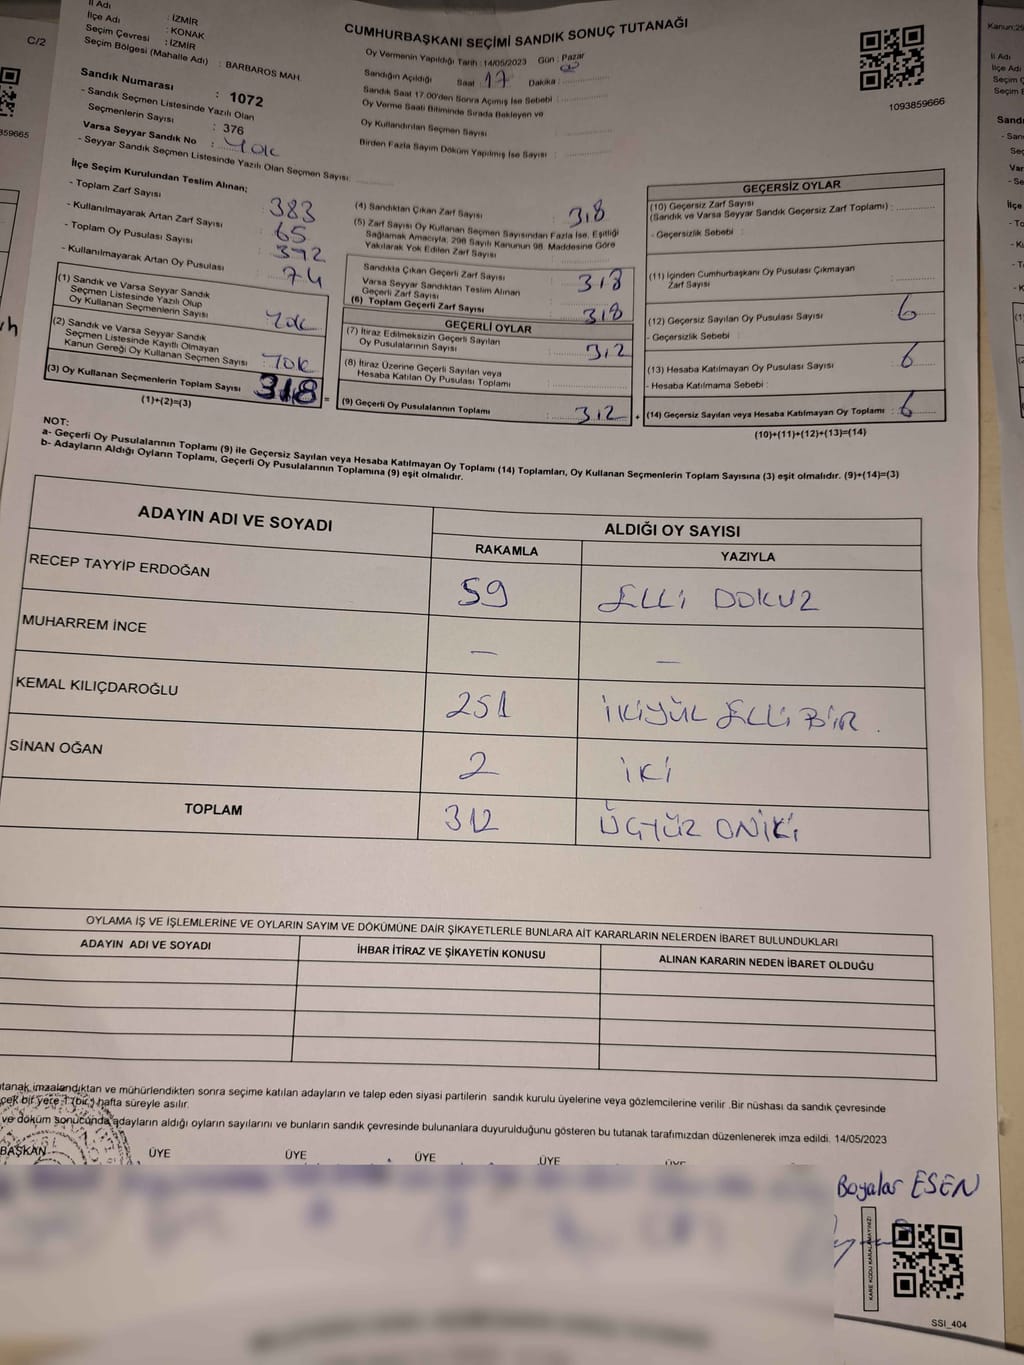 İl Adı : İZMİR
İlçe Adı : KONAK
Seçim Çevresi : İZMİR
Seçim Bölgesi (Mahalle Adı) : BARBAROS MAH.
Sandık Numarası : 1072
- Sandık Seçmen Listesinde Yazılı Olan
Seçmenlerin Sayısı : 376
Varsa Seyyar Sandık No : YOK
- Seyyar Sandık Seçmen Listesinde Yazılı Olan Seçmen Sayısı:
CUMHURBAŞKANI SEÇİMİ SANDIK SONUÇ TUTANAĞI
Oy Vermenin Yapıldığı Tarih : 14/05/2023 Gün : Pazar
Sandığın Açıldığı Saat : 17 Dakika :
Sandık Saat 17.00'den Sonra Açımış İse Sebebi :
Oy Verme Saati Bitiminde Sırada Bekleyen ve
Oy Kullandırılan Seçmen Sayısı :
Birden Fazla Sayım Döküm Yapılmış İse Sayısı :
1093859666
İlçe Seçim Kurulundan Teslim Alınan;
- Toplam Zarf Sayısı : 383
- Kullanılmayarak Artan Zarf Sayısı : 65
- Toplam Oy Pusulası Sayısı : 392
- Kullanılmayarak Artan Oy Pusulası : 74
(1) Sandık ve Varsa Seyyar Sandık
Seçmen Listesinde Yazılı Olup
Oy Kullanan Seçmenlerin Sayısı : YOK
(2) Sandık ve Varsa Seyyar Sandık
Seçmen Listesinde Kayıtlı Olmayan
Kanun Gereği Oy Kullanan Seçmen Sayısı : YOK
(3) Oy Kullanan Seçmenlerin Toplam Sayısı : 318 =
(1)+(2)=(3)
(4) Sandıktan Çıkan Zarf Sayısı : 318
(5) Zarf Sayısı Oy Kullanan Seçmen Sayısından Fazla İse, Eşitliği
Sağlamak Amacıyla, 298 Sayılı Kanunun 98. Maddesine Göre
Yakılarak Yok Edilen Zarf Sayısı :
Sandıkta Çıkan Geçerli Zarf Sayısı : 318
Varsa Seyyar Sandıktan Teslim Alınan
Geçerli Zarf Sayısı :
(6) Toplam Geçerli Zarf Sayısı : 318
GEÇERLİ OYLAR
(7) İtiraz Edilmeksizin Geçerli Sayılan
Oy Pusulalarının Sayısı : 312
(8) İtiraz Üzerine Geçerli Sayılan veya
Hesaba Katılan Oy Pusulası Toplamı :
(9) Geçerli Oy Pusulalarının Toplamı : 312 +
GEÇERSİZ OYLAR
(10) Geçersiz Zarf Sayısı
(Sandık ve Varsa Seyyar Sandık Geçersiz Zarf Toplamı) :
- Geçersizlik Sebebi :
(11) İçinden Cumhurbaşkanı Oy Pusulası Çıkmayan
Zarf Sayısı :
(12) Geçersiz Sayılan Oy Pusulası Sayısı : 6
- Geçersizlik Sebebi :
(13) Hesaba Katılmayan Oy Pusulası Sayısı : 6
- Hesaba Katılmama Sebebi :
(14) Geçersiz Sayılan veya Hesaba Katılmayan Oy Toplamı : 6
(10)+(11)+(12)+(13)=(14)
NOT:
a- Geçerli Oy Pusulalarının Toplamı (9) ile Geçersiz Sayılan veya Hesaba Katılmayan Oy Toplamı (14) Toplamları, Oy Kullanan Seçmenlerin Toplam Sayısına (3) eşit olmalıdır. (9)+(14)=(3)
b- Adayların Aldığı Oyların Toplamı, Geçerli Oy Pusulalarının Toplamına (9) eşit olmalıdır.
ADAYIN ADI VE SOYADI ALDIĞI OY SAYISI
RAKAMLA YAZIYLA
RECEP TAYYİP ERDOĞAN 59 ELLİ DOKUZ
MUHARREM İNCE — —
KEMAL KILIÇDAROĞLU 251 İKİYÜZ ELLİ BİR.
SİNAN OĞAN 2 İKİ
TOPLAM 312 ÜÇYÜZ ONİKİ
OYLAMA İŞ VE İŞLEMLERİNE VE OYLARIN SAYIM VE DÖKÜMÜNE DAİR ŞİKAYETLERLE BUNLARA AİT KARARLARIN NELERDEN İBARET BULUNDUKLARI
ADAYIN ADI VE SOYADI İHBAR İTİRAZ VE ŞİKAYETİN KONUSU ALINAN KARARIN NEDEN İBARET OLDUĞU
tanak imzalandıktan ve mühürlendikten sonra seçime katılan adayların ve talep eden siyasi partilerin sandık kurulu üyelerine veya gözlemcilerine verilir .Bir nüshası da sandık çevresinde
çek bir yere 1 (bir ) hafta süreyle asılır.
ve döküm sonucunda adayların aldığı oyların sayılarını ve bunların sandık çevresinde bulunanlara duyurulduğunu gösteren bu tutanak tarafımızdan düzenlenerek imza edildi. 14/05/2023
BAŞKAN ÜYE ÜYE ÜYE ÜYE ÜYE
Boyalar ESEN
SSI_404
C/2
359665